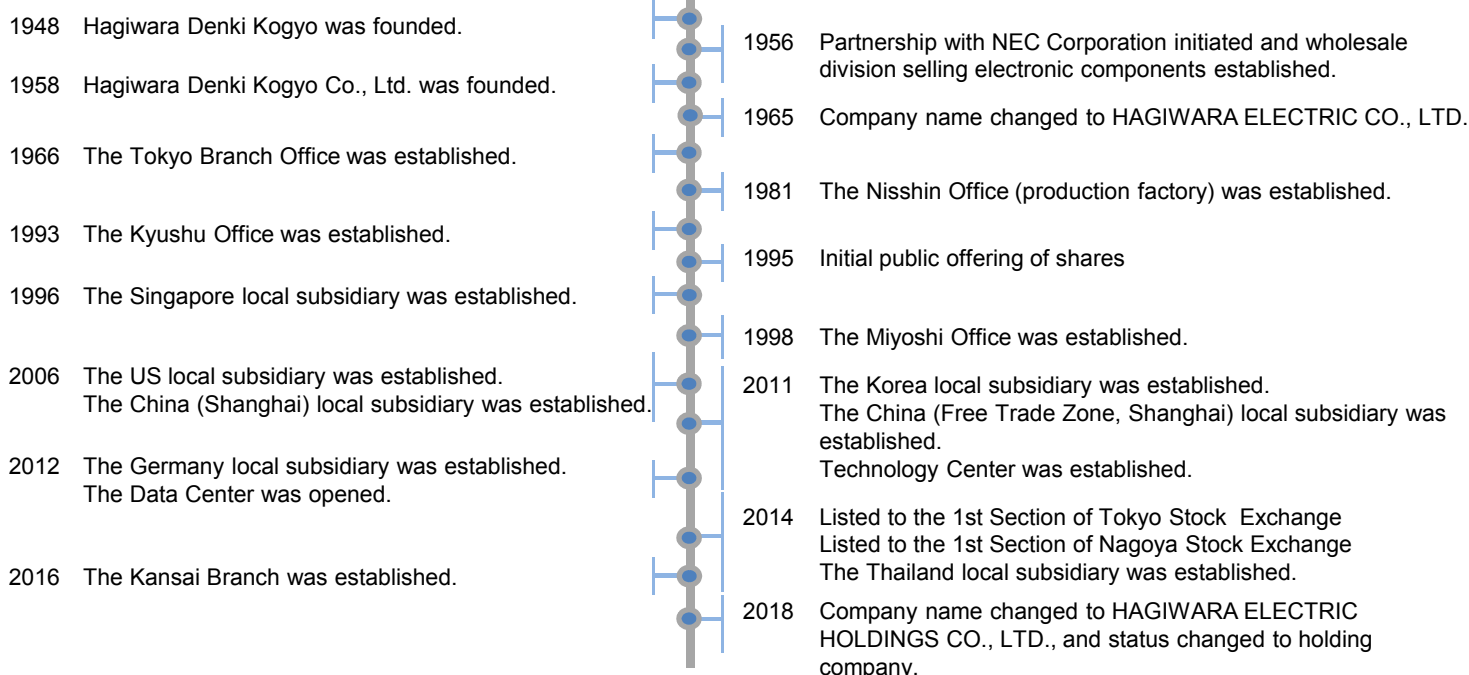 1948 Hagiwara Denki Kogyo was founded.
1956 Partnership with NEC Corporation initiated and wholesale
division selling electronic components established.
1958 Hagiwara Denki Kogyo Co., Ltd. was founded.
1965 Company name changed to HAGIWARA ELECTRIC CO., LTD.
1966 The Tokyo Branch Office was established.
1981 The Nisshin Office (production factory) was established.
1993 The Kyushu Office was established.
1995 Initial public offering of shares
1996 The Singapore local subsidiary was established.
1998 The Miyoshi Office was established.
2006 The US local subsidiary was established.
The China (Shanghai) local subsidiary was established.
2011 The Korea local subsidiary was established.
The China (Free Trade Zone, Shanghai) local subsidiary was
established.
Technology Center was established.
2012 The Germany local subsidiary was established.
The Data Center was opened.
2014 Listed to the 1st Section of Tokyo Stock Exchange
Listed to the 1st Section of Nagoya Stock Exchange
The Thailand local subsidiary was established.
2016 The Kansai Branch was established.
2018 Company name changed to HAGIWARA ELECTRIC
HOLDINGS CO., LTD., and status changed to holding
company.